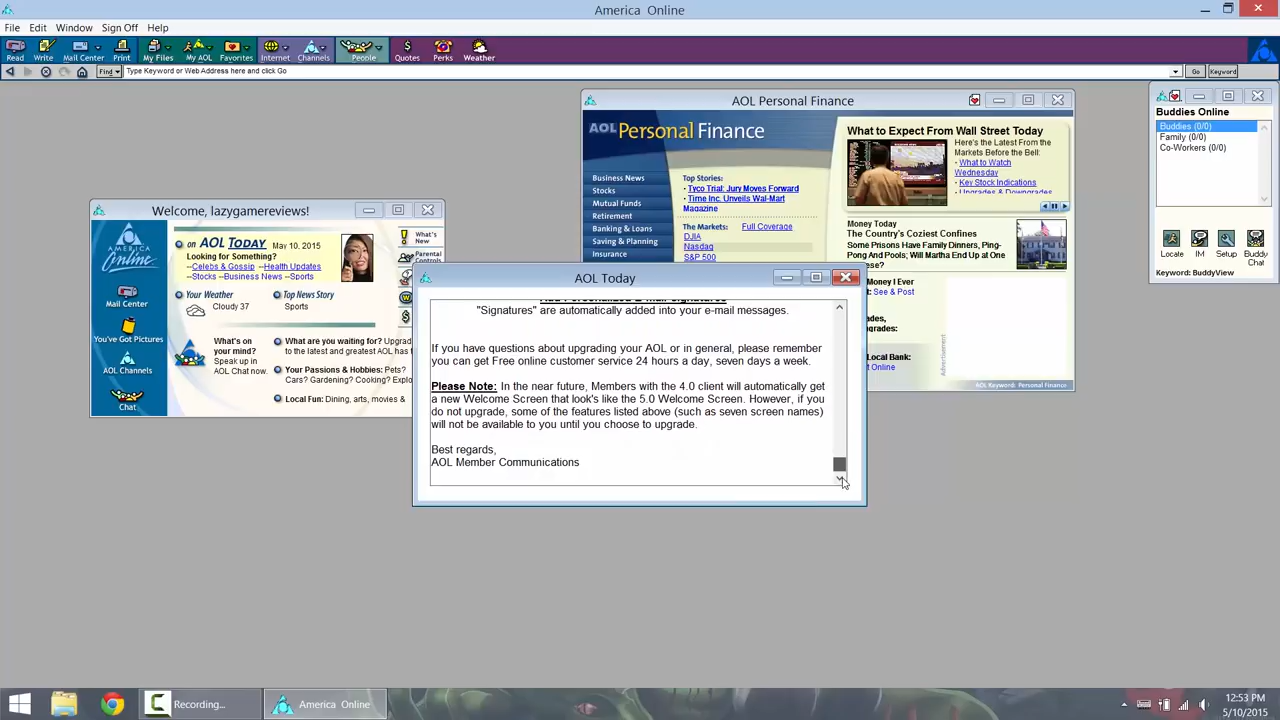 America Online
File Edit Window Sign Off Help
Read Write Mail Center Print My Files My AOL Favorites Internet Channels People Quotes Perks Weather
Find Type Keyword or Web Address here and click Go Go Keyword
Welcome, lazygamereviews!
AMERICA
Online
Mail Center
You've Got Pictures
AOL Channels
Chat
on AOL TODAY May 10, 2015
Looking for Something?
--Celebs & Gossip --Health Updates
--Stocks --Business News --Sports
Your Weather
Cloudy 37
Top News Story
Sports
What's on
your mind?
Speak up in
AOL Chat now.
What are you waiting for? Upgrade
to the latest and greatest AOL has
Your Passions & Hobbies: Pets?
Cars? Gardening? Cooking?
Local Fun: Dining, arts, movies &
What's
New
Parental
Controls
AOL Personal Finance
AOL Personal Finance
Business News
Stocks
Mutual Funds
Retirement
Banking & Loans
Saving & Planning
Insurance
Top Stories:
· Tyco Trial: Jury Moves Forward
· Time Inc. Unveils Wal-Mart
Magazine
The Markets: Full Coverage
DJIA
Nasdaq
S&P 500
What to Expect From Wall Street Today
Here's the Latest From the
Markets Before the Bell:
· What to Watch
Wednesday
· Key Stock Indications
· Upgrades & Downgrades
Money Today
The Country's Coziest Confines
Some Prisons Have Family Dinners, Ping-
Pong And Pools; Will Martha End Up at One
of These?
Money I Ever
See & Post
Local Bank:
Online
Advertisement
AOL Keyword: Personal Finance
AOL Today
Add Personalized E-mail Signatures
"Signatures" are automatically added into your e-mail messages.
If you have questions about upgrading your AOL or in general, please remember
you can get Free online customer service 24 hours a day, seven days a week.
Please Note: In the near future, Members with the 4.0 client will automatically get
a new Welcome Screen that look's like the 5.0 Welcome Screen. However, if you
do not upgrade, some of the features listed above (such as seven screen names)
will not be available to you until you choose to upgrade.
Best regards,
AOL Member Communications
Buddies Online
Buddies (0/0)
Family (0/0)
Co-Workers (0/0)
Locate IM Setup Buddy
Chat
Keyword: BuddyView
Recording...
America Online
12:53 PM
5/10/2015